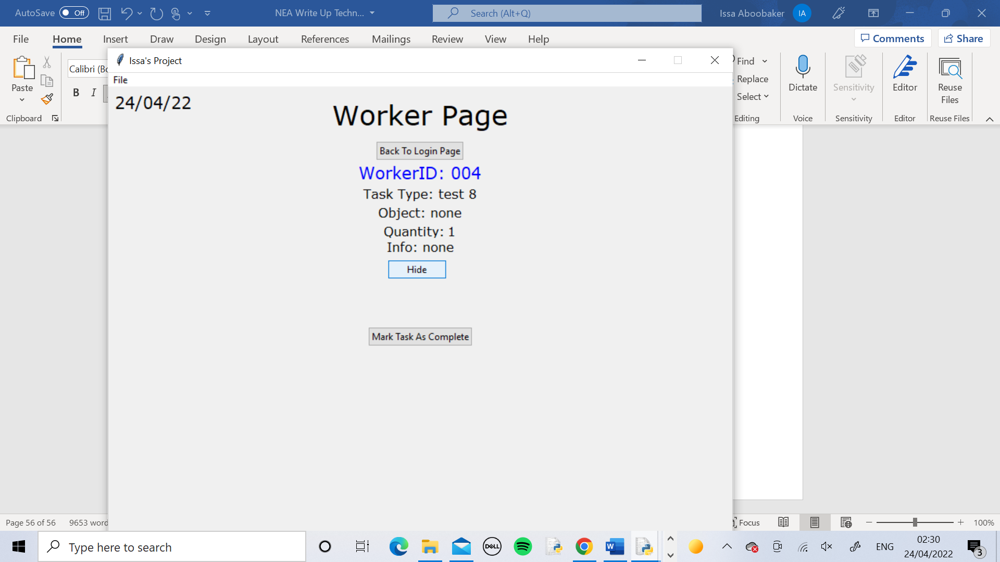 AutoSave Off
NEA Write Up Techn...
Search (Alt+Q)
Issa Aboobaker IA
File Home Insert Draw Design Layout References Mailings Review View Help
Comments Share
Paste
Clipboard
Calibri (Bo
B I
Find
Replace
Select
Editing
Dictate
Voice
Sensitivity
Sensitivity
Editor
Editor
Reuse
Files
Reuse Files
Issa's Project
File
24/04/22
Worker Page
Back To Login Page
WorkerID: 004
Task Type: test 8
Object: none
Quantity: 1
Info: none
Hide
Mark Task As Complete
Page 56 of 56 9653 word
Focus
100%
Type here to search
DELL
W
ENG
02:30
24/04/2022
3